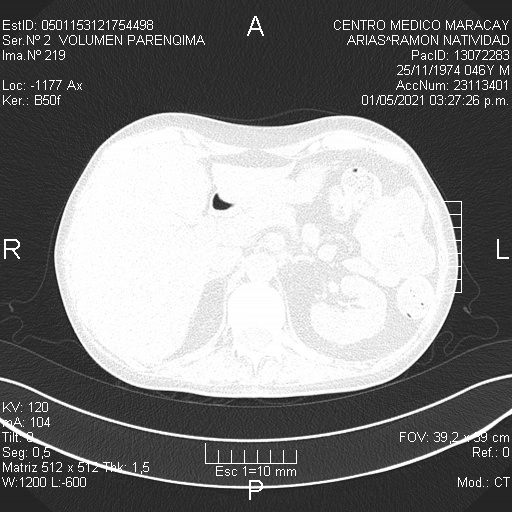 EstID: 0501153121754498
Ser.Nº 2 VOLUMEN PARENQIMA
Ima.Nº 219
Loc: -1177 Ax
Ker.: B50f
A
CENTRO MEDICO MARACAY
ARIAS^RAMON NATIVIDAD
PacID: 13072283
25/11/1974 046Y M
AccNum: 23113401
01/05/2021 03:27:26 p.m.
R
L
KV: 120
mA: 104
Tilt: 0
Seg: 0,5
Matriz 512 x 512 Thk: 1,5
W:1200 L:-600
Esc 1=10 mm
P
FOV: 39,2 x 39 cm
Ref.: 0
Mod.: CT